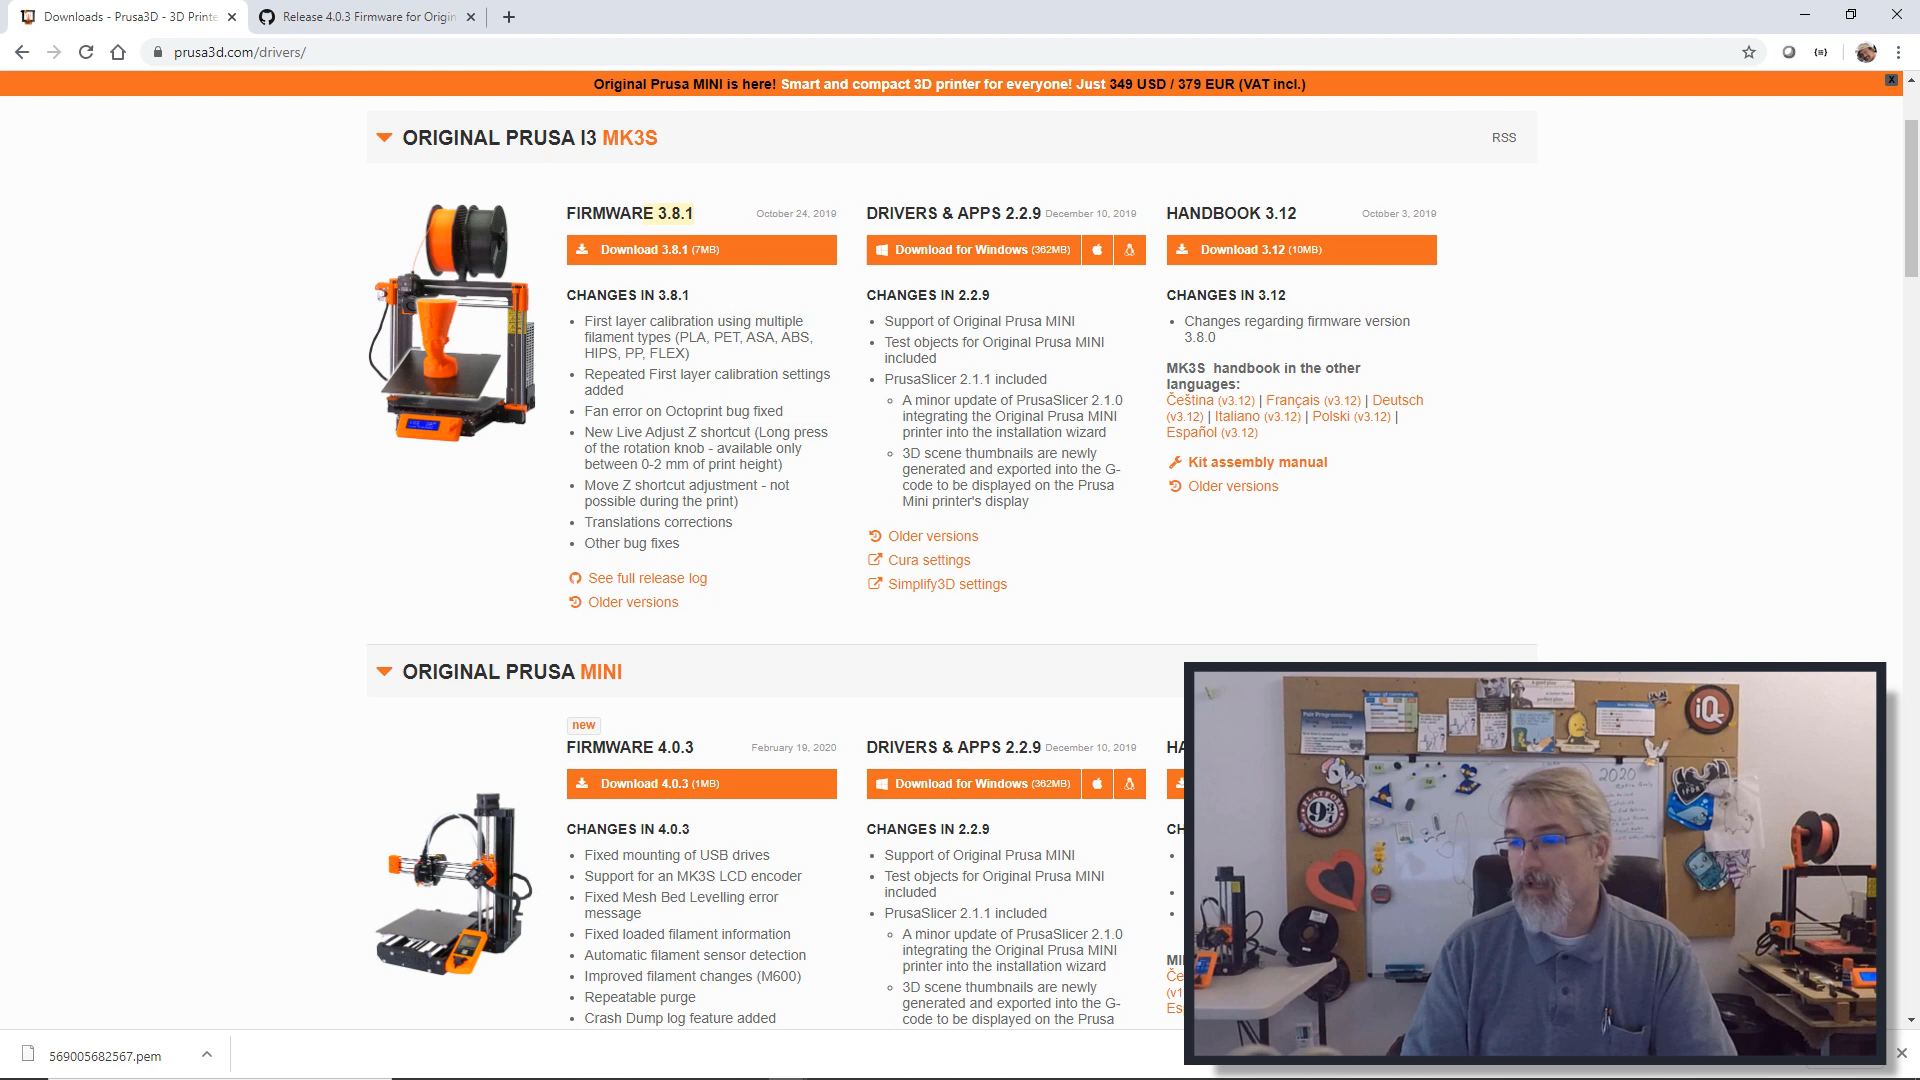 Downloads - Prusa3D - 3D Printe
Release 4.0.3 Firmware for Origin
prusa3d.com/drivers/
Original Prusa MINI is here! Smart and compact 3D printer for everyone! Just 349 USD / 379 EUR (VAT incl.)
X
ORIGINAL PRUSA I3 MK3S
RSS
FIRMWARE 3.8.1
October 24, 2019
Download 3.8.1 (7MB)
CHANGES IN 3.8.1
• First layer calibration using multiple
filament types (PLA, PET, ASA, ABS,
HIPS, PP, FLEX)
• Repeated First layer calibration settings
added
• Fan error on Octoprint bug fixed
• New Live Adjust Z shortcut (Long press
of the rotation knob - available only
between 0-2 mm of print height)
• Move Z shortcut adjustment - not
possible during the print)
• Translations corrections
• Other bug fixes
See full release log
Older versions
DRIVERS & APPS 2.2.9
December 10, 2019
Download for Windows (362MB)
CHANGES IN 2.2.9
• Support of Original Prusa MINI
• Test objects for Original Prusa MINI
included
• PrusaSlicer 2.1.1 included
A minor update of PrusaSlicer 2.1.0
integrating the Original Prusa MINI
printer into the installation wizard
3D scene thumbnails are newly
generated and exported into the G-
code to be displayed on the Prusa
Mini printer's display
Older versions
Cura settings
Simplify3D settings
HANDBOOK 3.12
October 3, 2019
Download 3.12 (10MB)
CHANGES IN 3.12
• Changes regarding firmware version
3.8.0
MK3S handbook in the other
languages:
Čeština (v3.12) | Français (v3.12) | Deutsch
(v3.12) | Italiano (v3.12) | Polski (v3.12) |
Español (v3.12)
Kit assembly manual
Older versions
ORIGINAL PRUSA MINI
new
FIRMWARE 4.0.3
February 19, 2020
Download 4.0.3 (1MB)
CHANGES IN 4.0.3
• Fixed mounting of USB drives
• Support for an MK3S LCD encoder
• Fixed Mesh Bed Levelling error
message
• Fixed loaded filament information
• Automatic filament sensor detection
• Improved filament changes (M600)
• Repeatable purge
• Crash Dump log feature added
DRIVERS & APPS 2.2.9
December 10, 2019
Download for Windows (362MB)
CHANGES IN 2.2.9
• Support of Original Prusa MINI
• Test objects for Original Prusa MINI
included
• PrusaSlicer 2.1.1 included
A minor update of PrusaSlicer 2.1.0
integrating the Original Prusa MINI
printer into the installation wizard
3D scene thumbnails are newly
generated and exported into the G-
code to be displayed on the Prusa
HA
CH
MI
Če
(v1
Es
Pair Programming
iQ
PLATFORM
9 3/4
2020
569005682567.pem